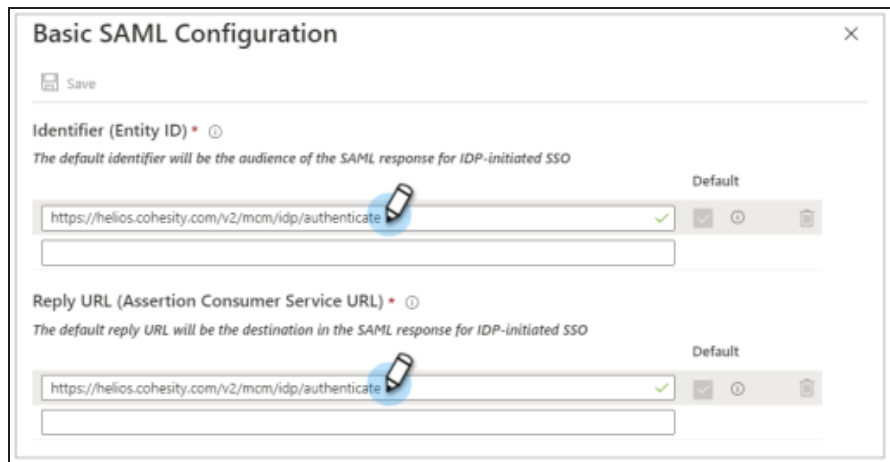 Basic SAML Configuration
Save
Identifier (Entity ID) *
The default identifier will be the audience of the SAML response for IDP-initiated SSO
Default
https://helios.cohesity.com/v2/mcm/idp/authenticate
Reply URL (Assertion Consumer Service URL) *
The default reply URL will be the destination in the SAML response for IDP-initiated SSO
Default
https://helios.cohesity.com/v2/mcm/idp/authenticate